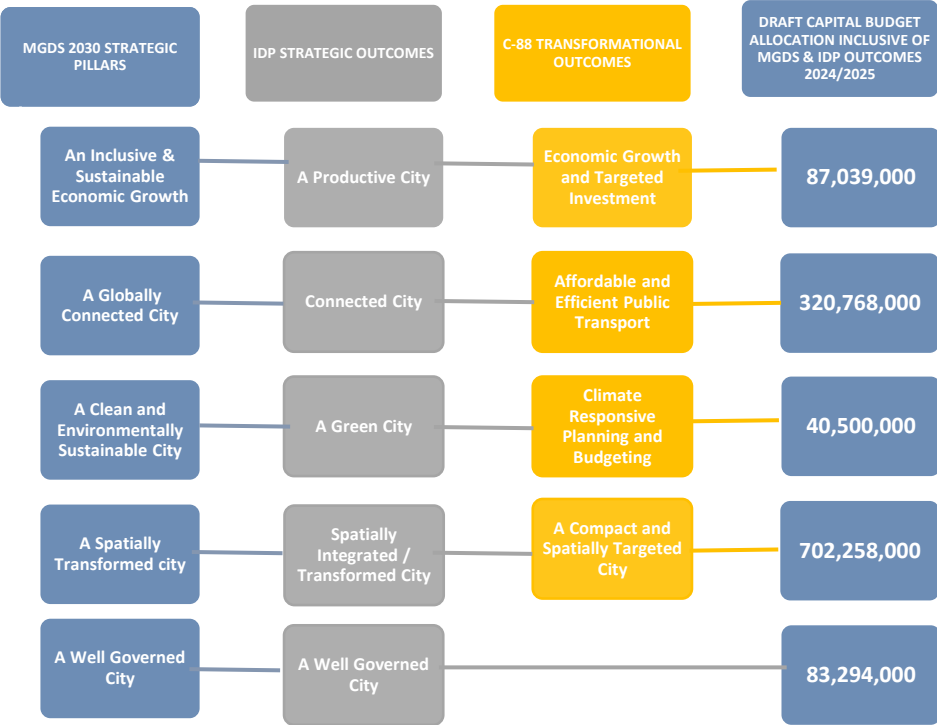 MGDS 2030 STRATEGIC
PILLARS
IDP STRATEGIC OUTCOMES
C-88 TRANSFORMATIONAL
OUTCOMES
DRAFT CAPITAL BUDGET
ALLOCATION INCLUSIVE OF
MGDS & IDP OUTCOMES
2024/2025
An Inclusive &
Sustainable
Economic Growth
A Productive City
Economic Growth
and Targeted
Investment
87,039,000
A Globally
Connected City
Connected City
Affordable and
Efficient Public
Transport
320,768,000
A Clean and
Environmentally
Sustainable City
A Green City
Climate
Responsive
Planning and
Budgeting
40,500,000
A Spatially
Transformed city
Spatially
Integrated /
Transformed City
A Compact and
Spatially Targeted
City
702,258,000
A Well Governed
City
A Well Governed
City
83,294,000